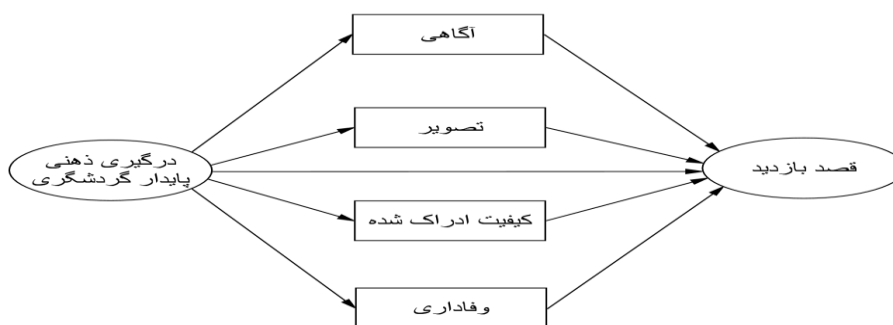 آگاهی
تصویر
درگیری ذهنی
پایدار گردشگری
قصد بازدید
کیفیت ادراک شده
وفاداری